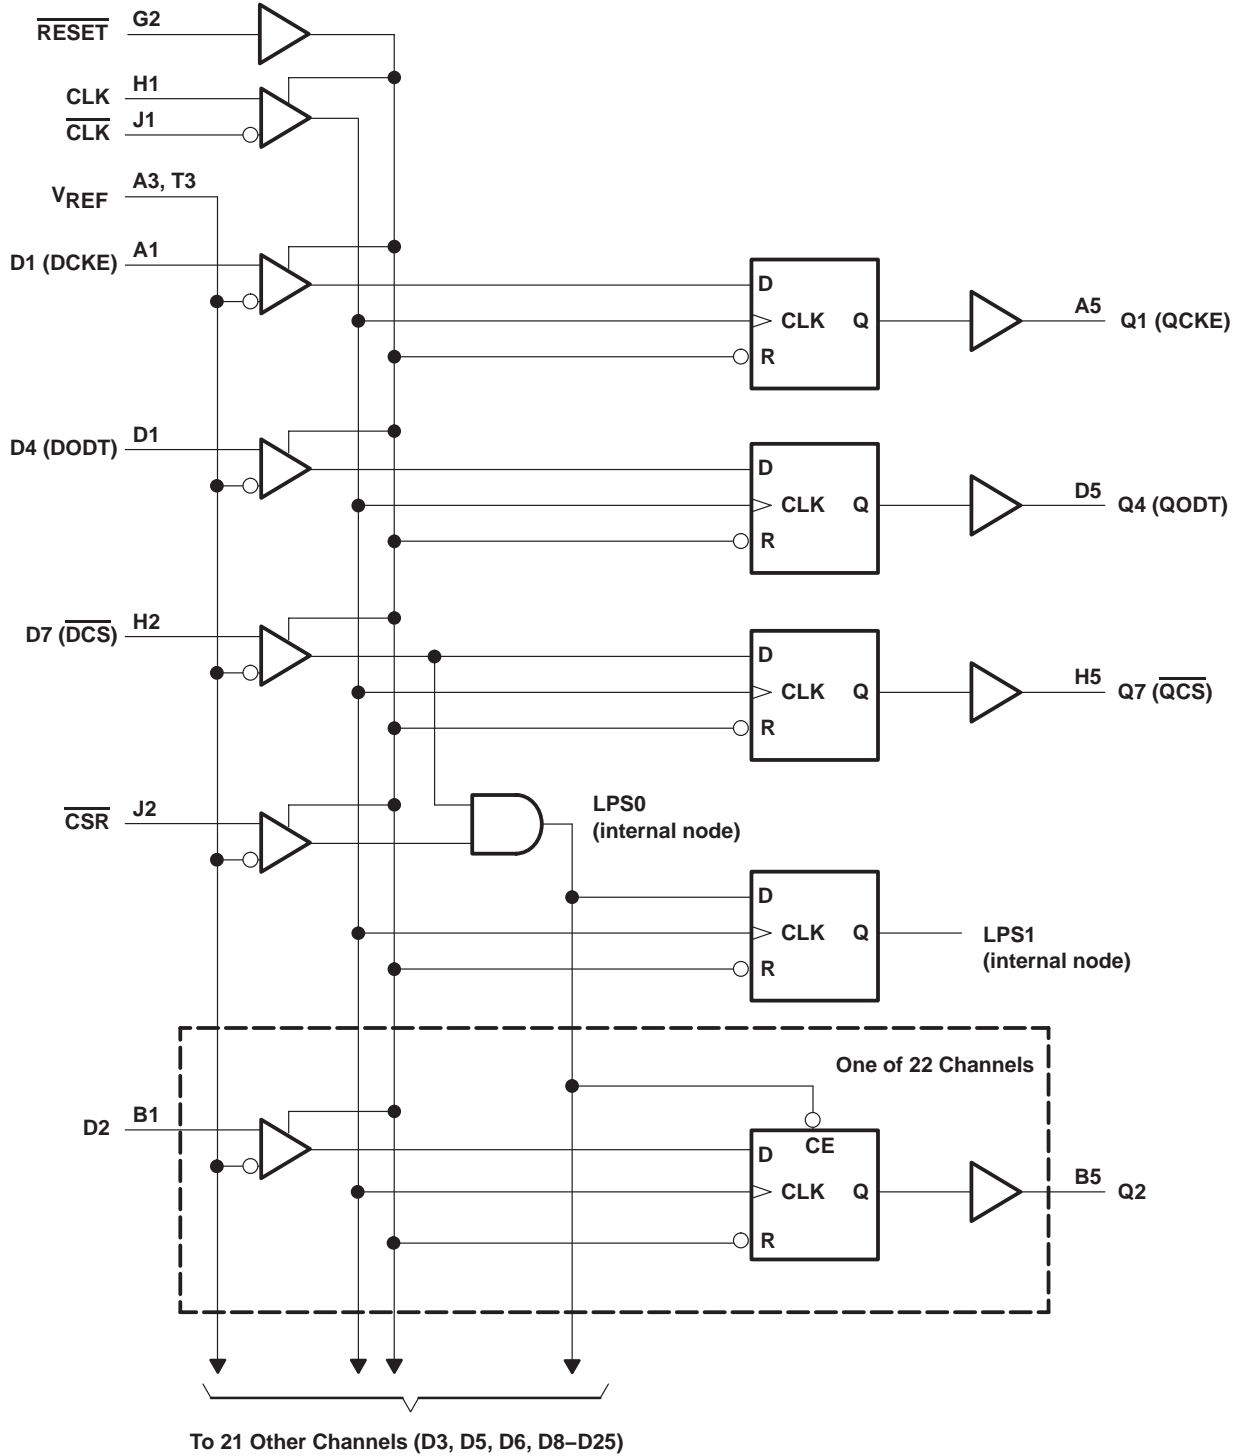 RESET G2
CLK H1
CLK J1
VREF A3, T3
D1 (DCKE) A1
D
CLK Q
R
A5 Q1 (QCKE)
D4 (DODT) D1
D
CLK Q
R
D5 Q4 (QODT)
D7 (DCS) H2
D
CLK Q
R
H5 Q7 (QCS)
CSR J2
LPS0
(internal node)
D
CLK Q
R
LPS1
(internal node)
One of 22 Channels
D2 B1
CE
D
CLK Q
R
B5 Q2
To 21 Other Channels (D3, D5, D6, D8–D25)